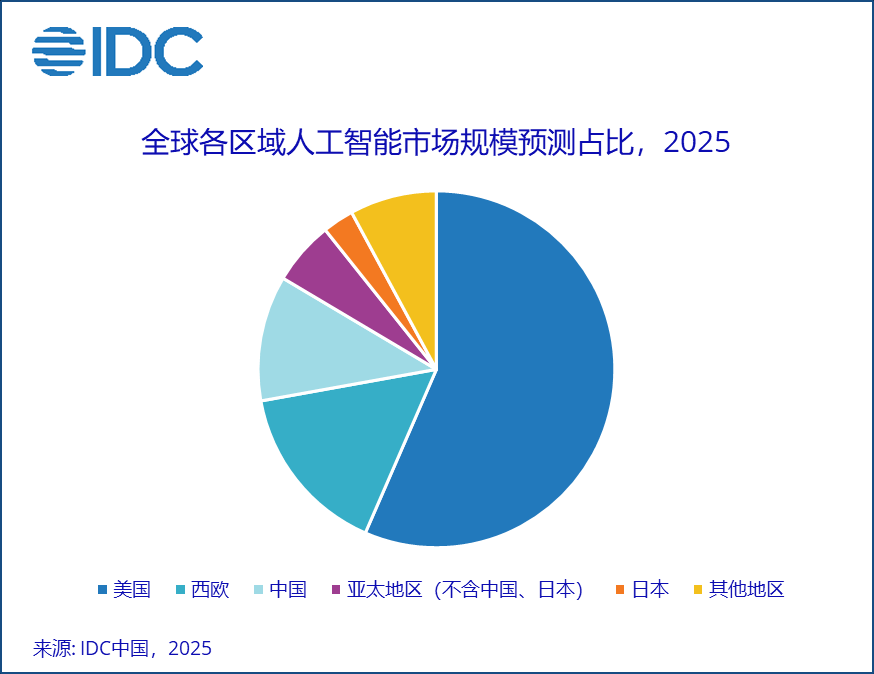 IDC
全球各区域人工智能市场规模预测占比，2025
美国 西欧 中国 亚太地区（不含中国、日本） 日本 其他地区
来源: IDC中国，2025